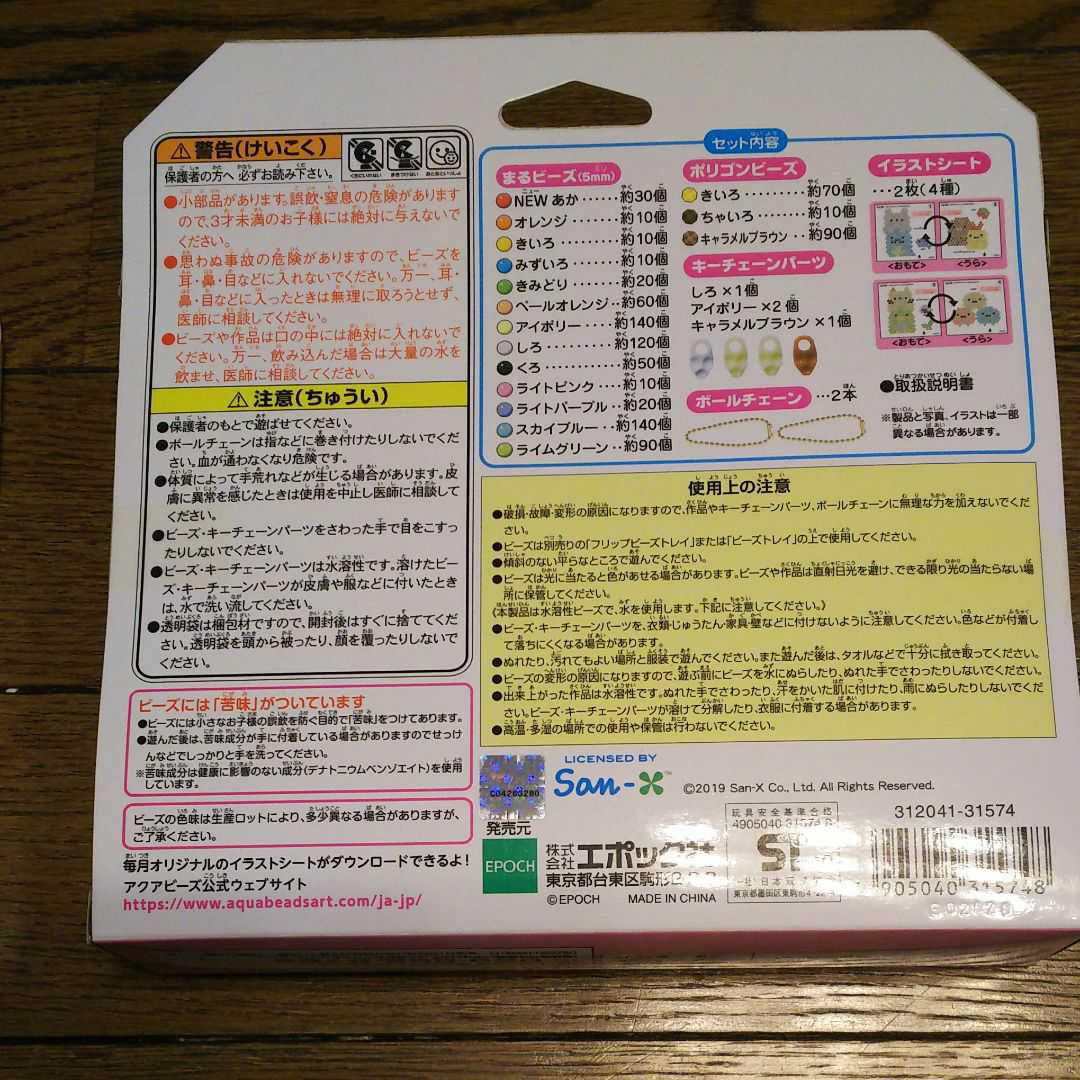 警告(けいこく)
保護者の方へ 必ずお読み下さい。
●小部品があります。誤飲・窒息の危険があります
ので、3才未満のお子様には絶対に与えないで
ください。
●思わぬ事故の危険がありますので、ビーズを
耳・鼻・目などに入れないでください。万一、耳・
鼻・目などに入ったときは無理に取ろうとせず、
医師に相談してください。
●ビーズや作品は口の中には絶対に入れないで
ください。万一、飲み込んだ場合は大量の水を
飲ませ、医師に相談してください。
注意(ちゅうい)
●保護者のもとで遊ばせてください。
●ボールチェーンは指などに巻き付けたりしないでくだ
さい。血が通わなくなり危険です。
●体質によって手荒れなどが生じる場合があります。皮
膚に異常を感じたときは使用を中止し医師に相談して
ください。
●ビーズ・キーチェーンパーツをさわった手で目をこすっ
たりしないでください。
●ビーズ・キーチェーンパーツは水溶性です。溶けたビー
ズ・キーチェーンパーツが皮膚や服などに付いたときに
は、水で洗い流してください。
●透明袋は梱包材ですので、開封後はすぐに捨ててくだ
さい。透明袋を頭から被ったり、顔を覆ったりしないで
ください。
ビーズには「苦味」がついています
●ビーズには小さなお子様の誤飲を防ぐ目的で「苦味」をつけてあります。
●遊んだ後は、苦味成分が手に付着している場合がありますのでせっけ
んなどでしっかりと手を洗ってください。
※苦味成分は健康に影響のない成分(デナトニウムベンゾエイト)を使用
しています。
ビーズの色味は生産ロットにより、多少異なる場合がありますが、
ご了承ください。
毎月オリジナルのイラストシートがダウンロードできるよ!
アクアビーズ公式ウェブサイト
https://www.aquabeadsart.com/ja-jp/
セット内容
まるビーズ(5mm)
NEW あか……約30個
オレンジ……約10個
きいろ……約10個
みずいろ……約10個
きみどり……約20個
ペールオレンジ‥約60個
アイボリー‥‥約140個
しろ……約120個
くろ……約50個
ライトピンク……約10個
ライトパープル‥約20個
スカイブルー‥‥約140個
ライムグリーン‥約90個
ポリゴンビーズ
きいろ……約70個
ちゃいろ……約10個
キャラメルブラウン‥約90個
キーチェーンパーツ
しろ×1個
アイボリー×2個
キャラメルブラウン×1個
ボールチェーン …2本
イラストシート
…2枚(4種)
<おもて> <うら>
<おもて> <うら>
●取扱説明書
※製品と写真、イラストは一部
異なる場合があります。
使用上の注意
●破損・故障・変形の原因になりますので、作品やキーチェーンパーツ、ボールチェーンに無理な力を加えないでくだ
さい。
●ビーズは別売りの「フリップビーズトレイ」または「ビーズトレイ」の上で使用してください。
●傾斜のない平らなところで遊んでください。
●ビーズは光に当たると色があせる場合があります。ビーズや作品は直射日光を避け、できる限り光の当たらない場
所に保管してください。
《本製品は水溶性ビーズで、水を使用します。下記に注意してください。》
●ビーズ・キーチェーンパーツを、衣類・じゅうたん・家具・壁などに付けないように注意してください。色などが付着し
て落ちにくくなる場合があります。
●ぬれたり、汚れてもよい場所と服装で遊んでください。また遊んだ後は、タオルなどで十分に拭き取ってください。
●ビーズの変形の原因になりますので、遊ぶ前にビーズを水にぬらしたり、ぬれた手でさわったりしないでください。
●出来上がった作品は水溶性です。ぬれた手でさわったり、汗をかいた肌に付けたり、雨にぬらしたりしないでくだ
さい。ビーズ・キーチェーンパーツが溶けて分解したり、衣服に付着する場合があります。
●高温・多湿の場所での使用や保管は行わないでください。
LICENSED BY
San-X™
©2019 San-X Co., Ltd. All Rights Reserved.
発売元
EPOCH
株式会社エポック社
東京都台東区駒形
©EPOCH MADE IN CHINA
玩具安全基準合格
312041-31574